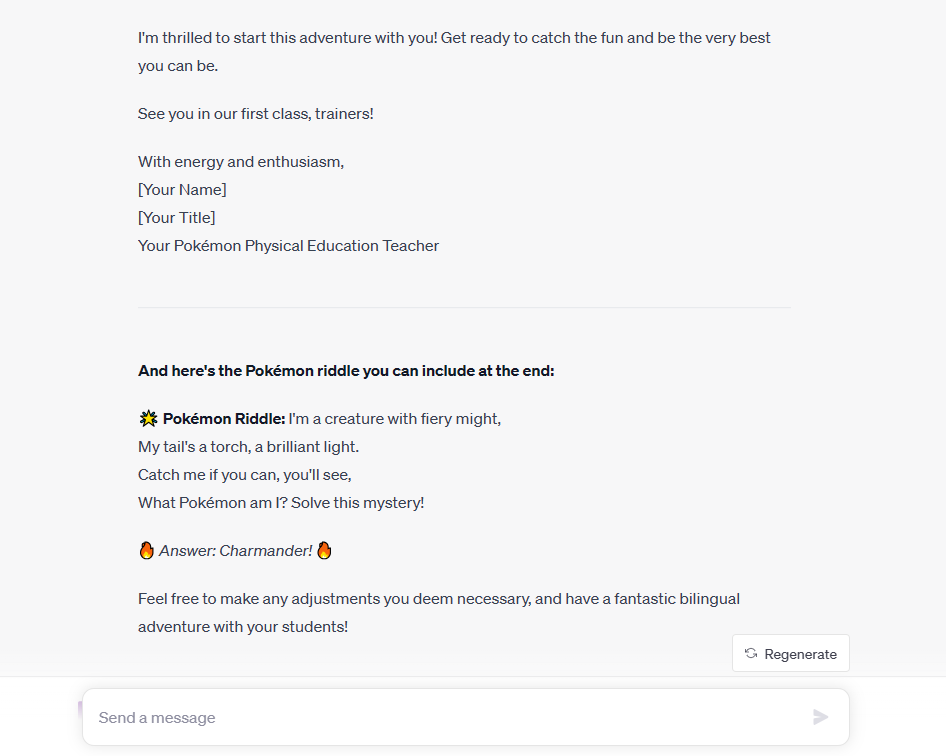 I'm thrilled to start this adventure with you! Get ready to catch the fun and be the very best
you can be.
See you in our first class, trainers!
With energy and enthusiasm,
[Your Name]
[Your Title]
Your Pokémon Physical Education Teacher
And here's the Pokémon riddle you can include at the end:
🌟 Pokémon Riddle: I'm a creature with fiery might,
My tail's a torch, a brilliant light.
Catch me if you can, you'll see,
What Pokémon am I? Solve this mystery!
🔥 Answer: Charmander! 🔥
Feel free to make any adjustments you deem necessary, and have a fantastic bilingual
adventure with your students!
Regenerate
Send a message